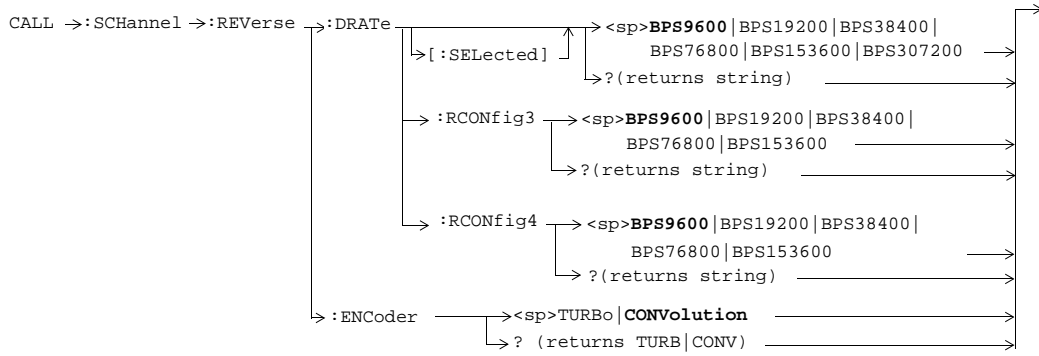 CALL :SCHannel :REVerse :DRATe <sp>BPS9600|BPS19200|BPS38400|
[:SELected] BPS76800|BPS153600|BPS307200
?(returns string)
:RCONfig3 <sp>BPS9600|BPS19200|BPS38400|
BPS76800|BPS153600
?(returns string)
:RCONfig4 <sp>BPS9600|BPS19200|BPS38400|
BPS76800|BPS153600
?(returns string)
:ENCoder <sp>TURBo|CONVolution
? (returns TURB|CONV)